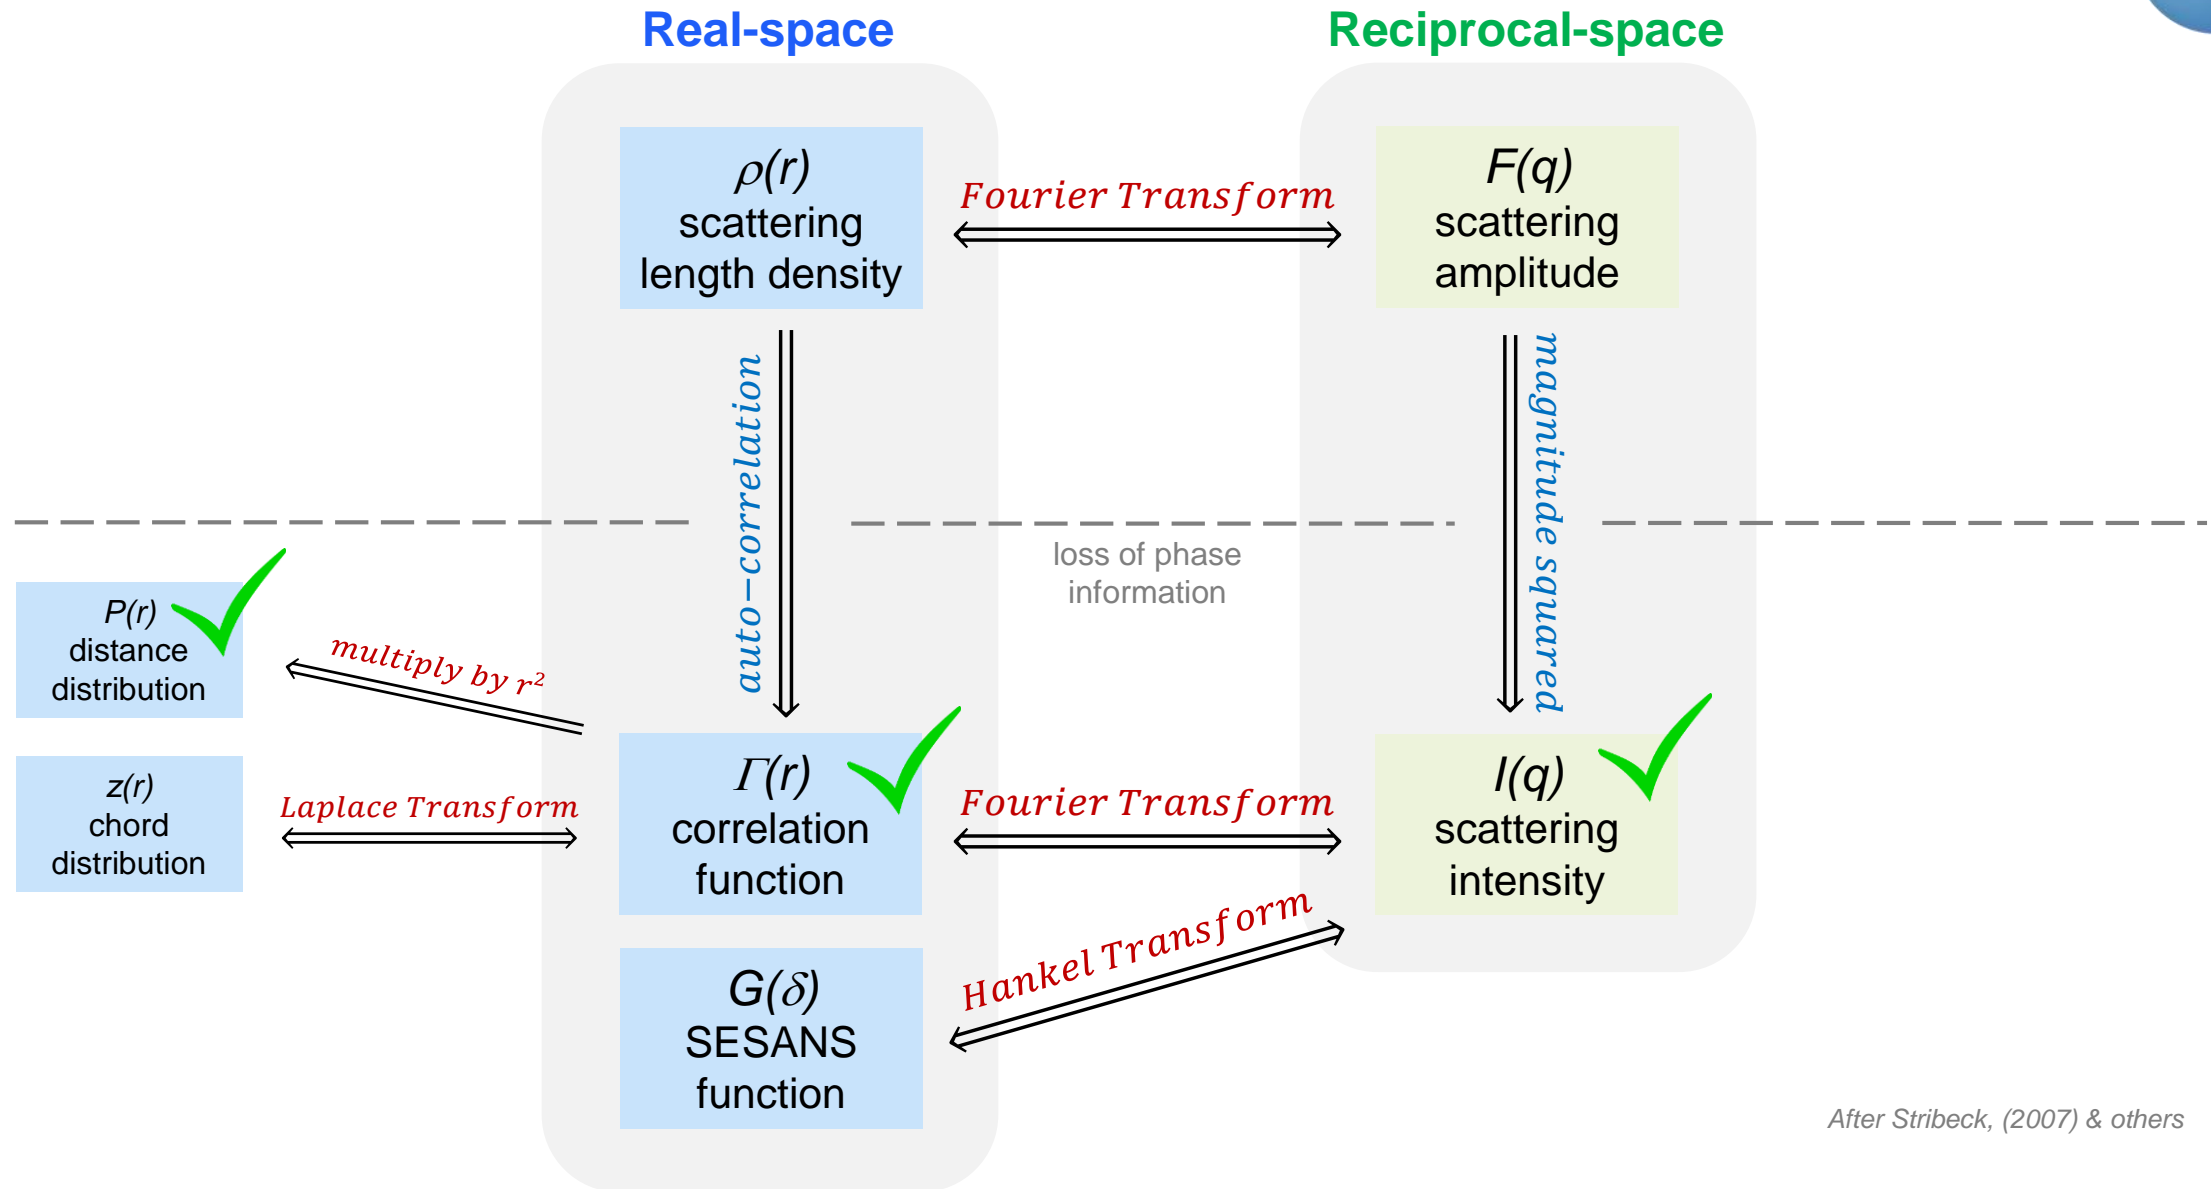 Real-space
Reciprocal-space
ρ(r)
scattering
length density
Fourier Transform
F(q)
scattering
amplitude
auto−correlation
magnitude squared
loss of phase
information
P(r)
distance
distribution
multiply by r²
z(r)
chord
distribution
Laplace Transform
Γ(r)
correlation
function
Fourier Transform
I(q)
scattering
intensity
Hankel Transform
G(δ)
SESANS
function
After Stribeck, (2007) & others